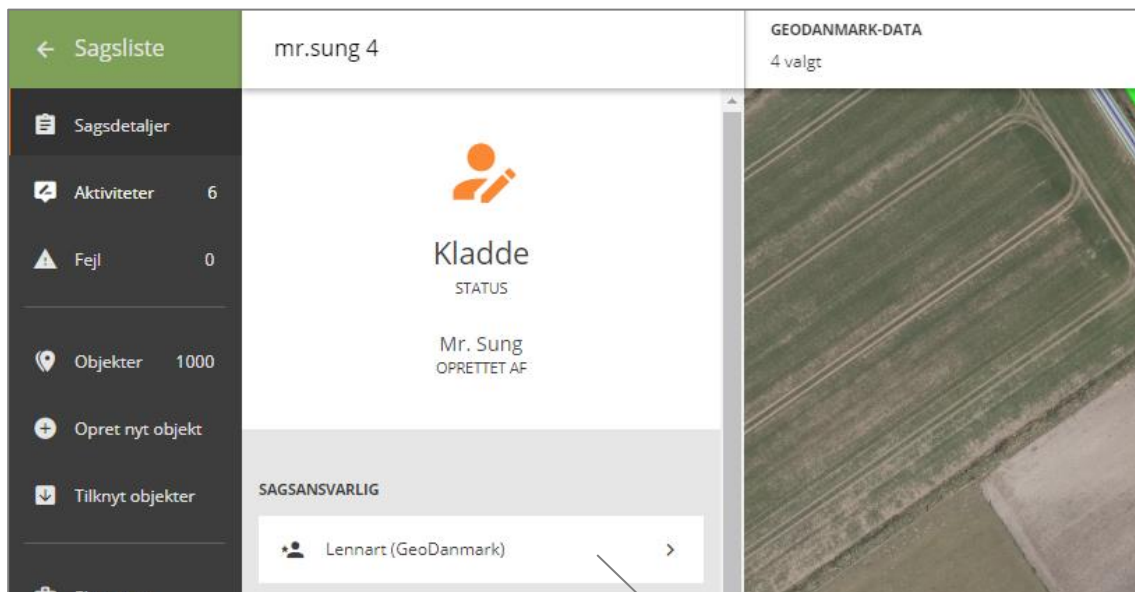 Sagsliste
mr.sung 4
GEODANMARK-DATA
4 valgt
Sagsdetaljer
Aktiviteter 6
Fejl 0
Objekter 1000
Opret nyt objekt
Tilknyt objekter
Kladde
STATUS
Mr. Sung
OPRETTET AF
SAGSANSVARLIG
Lennart (GeoDanmark)